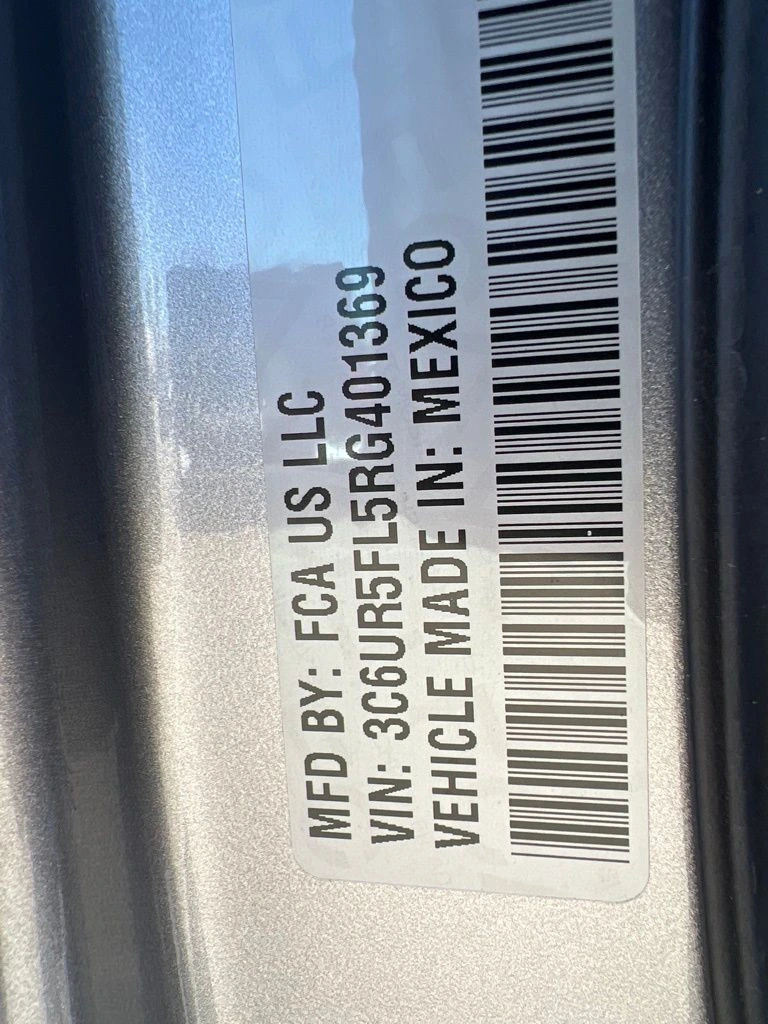 MFD BY: FCA US LLC
VIN: 3C6UR5FL5RG401369
VEHICLE MADE IN: MEXICO